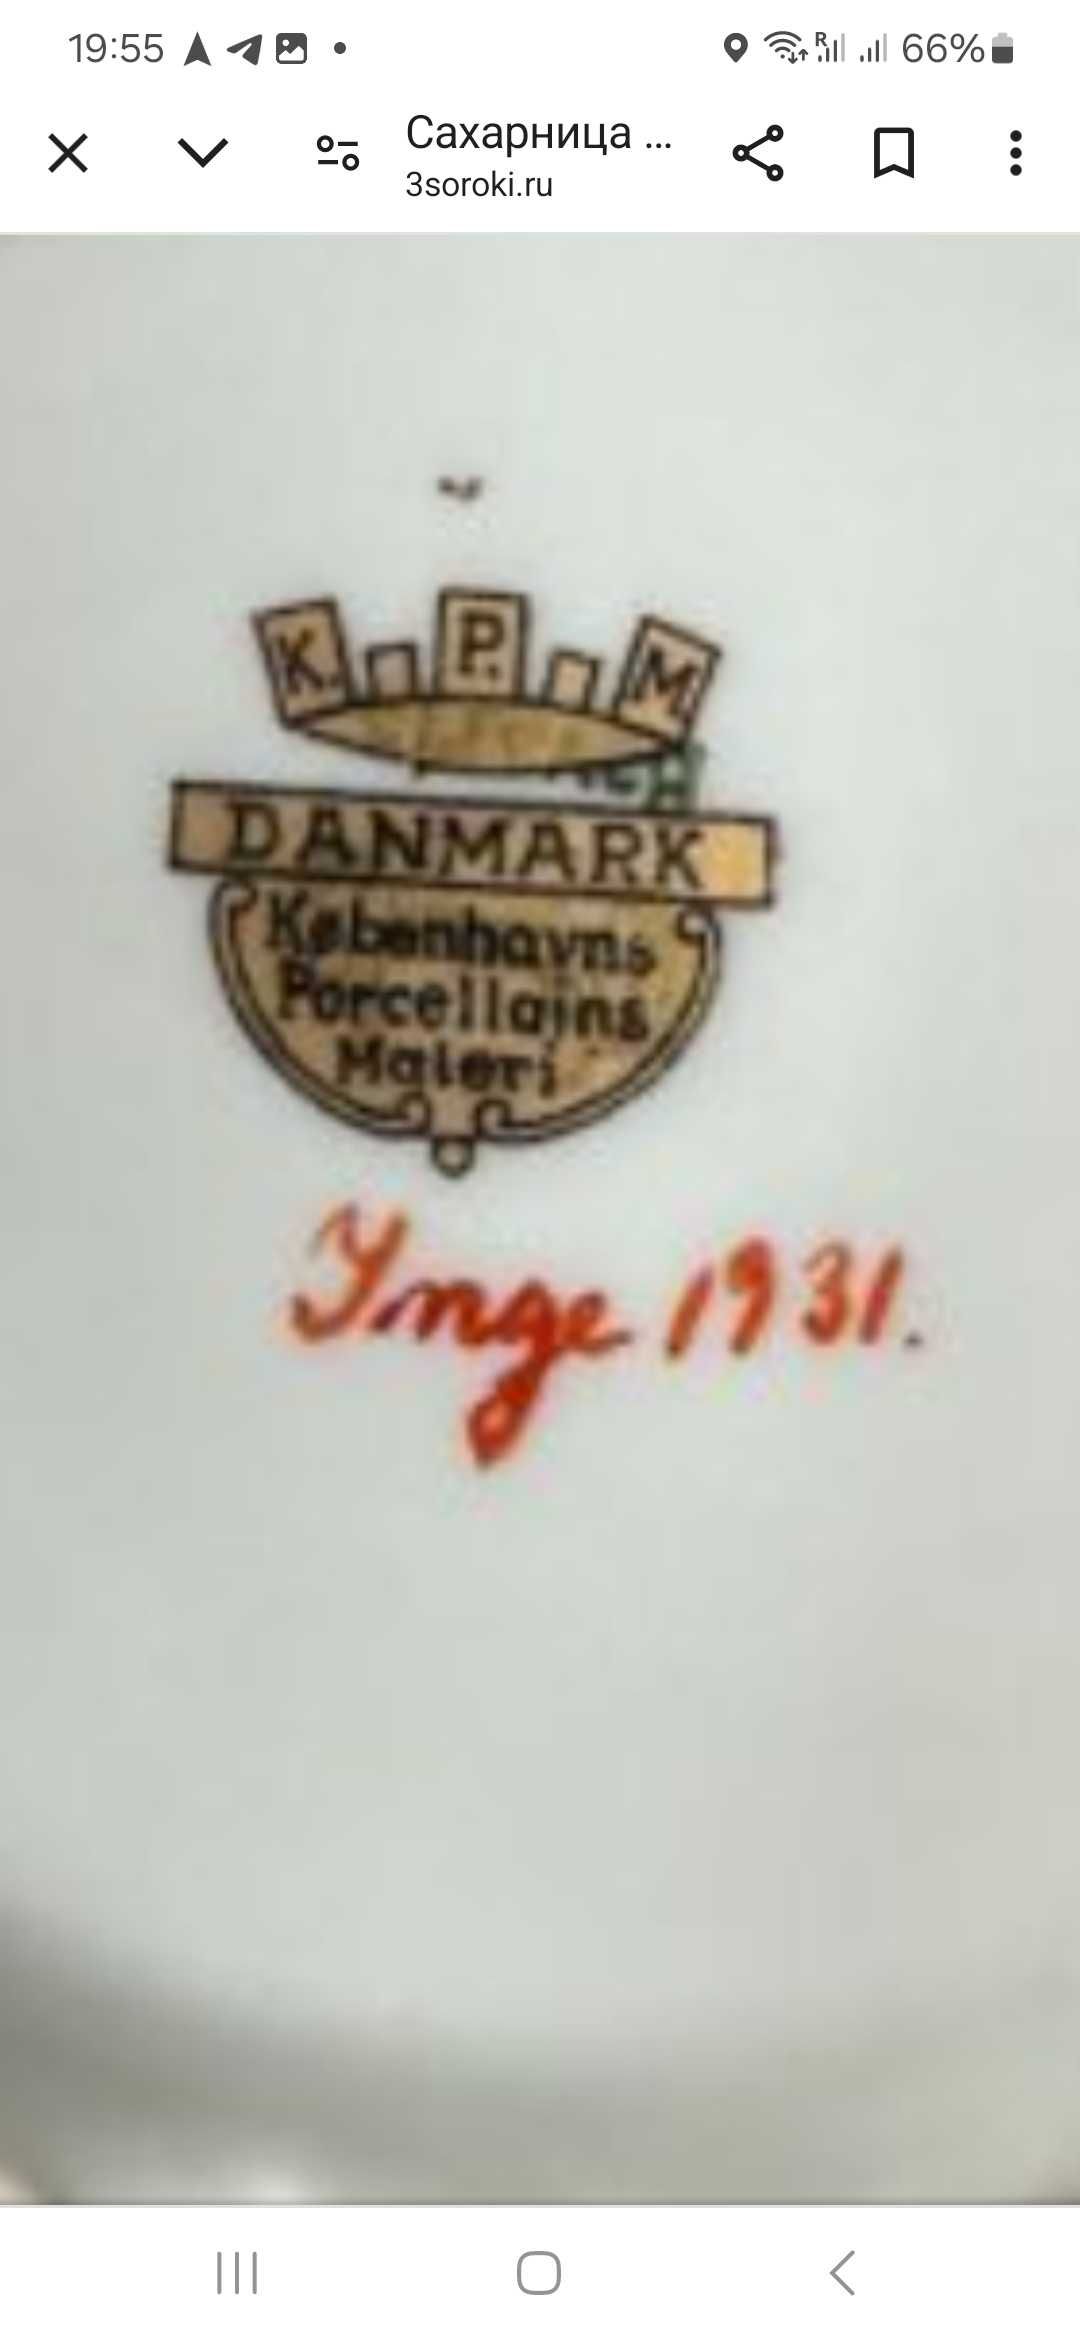 19:55
R
66%
Сахарница ...
3soroki.ru
K. P. M
DANMARK
Københavns
Porcellains
Maleri
Inge 1931.